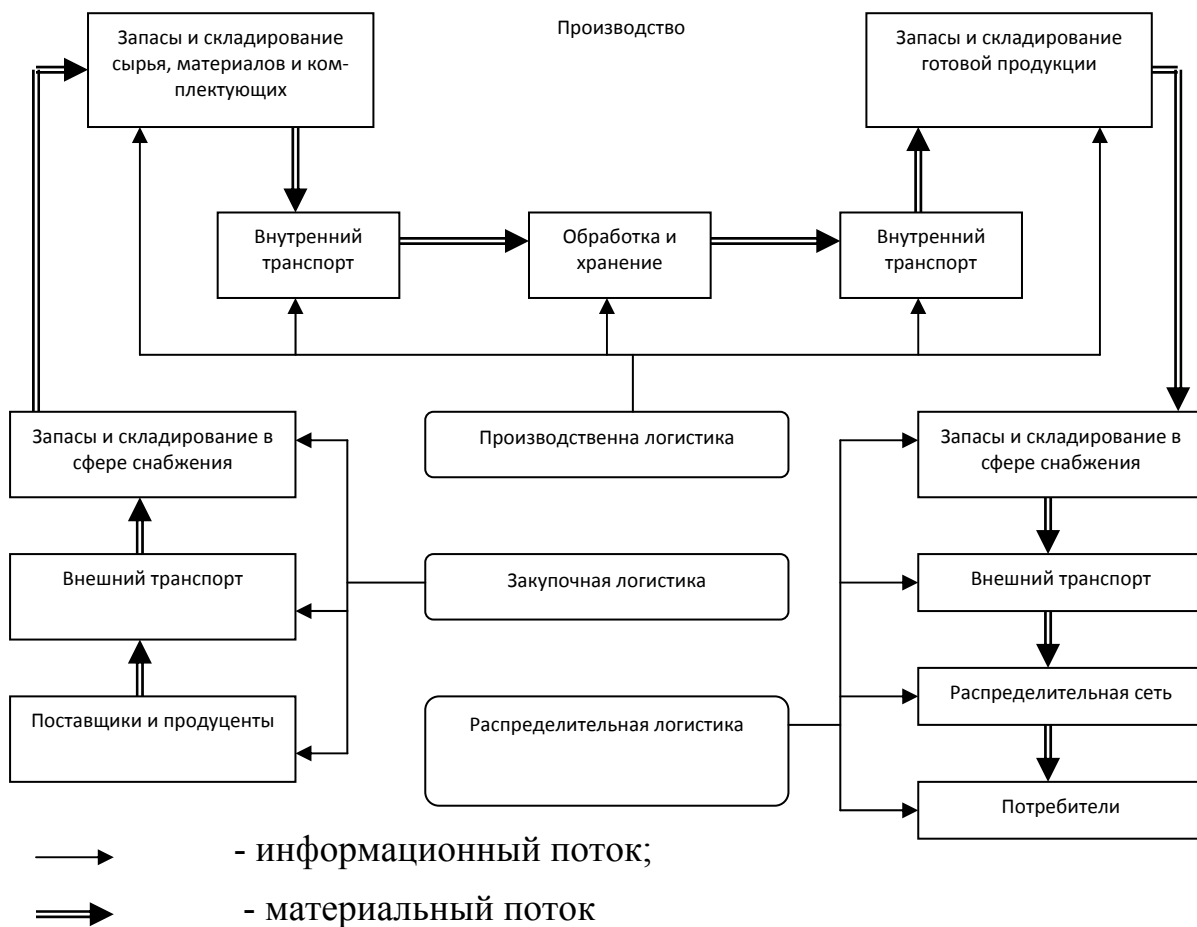 Запасы и складирование
сырья, материалов и ком-
плектующих
Производство
Запасы и складирование
готовой продукции
Внутренний
транспорт
Обработка и
хранение
Внутренний
транспорт
Запасы и складирование в
сфере снабжения
Производственна логистика
Запасы и складирование в
сфере снабжения
Внешний транспорт
Закупочная логистика
Внешний транспорт
Поставщики и продуценты
Распределительная логистика
Распределительная сеть
Потребители
- информационный поток;
- материальный поток